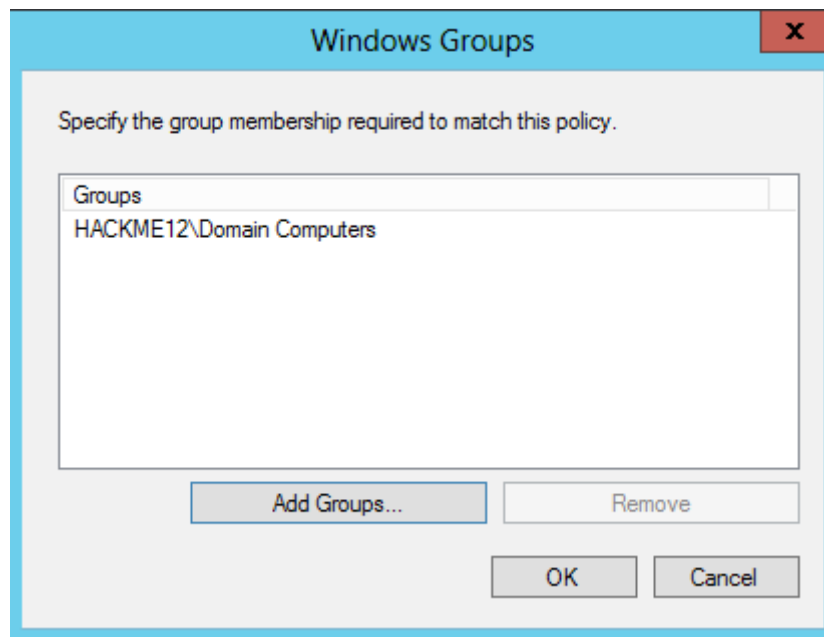 Windows Groups
x
Specify the group membership required to match this policy.
Groups
HACKME12\Domain Computers
Add Groups...
Remove
OK
Cancel